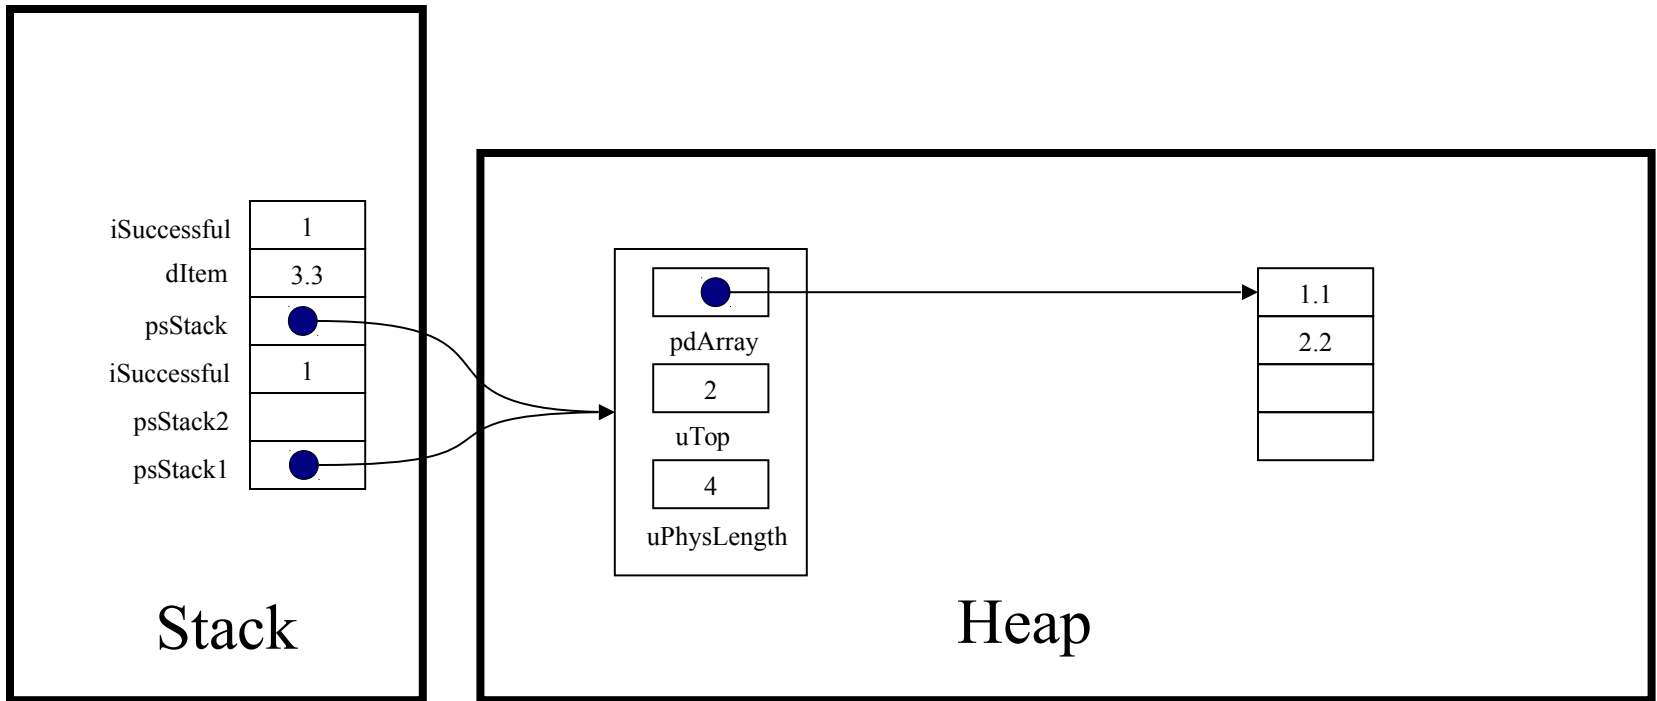 iSuccessful 1
dItem 3.3
psStack
iSuccessful 1
psStack2
psStack1
Stack
pdArray
2
uTop
4
uPhysLength
1.1
2.2
Heap